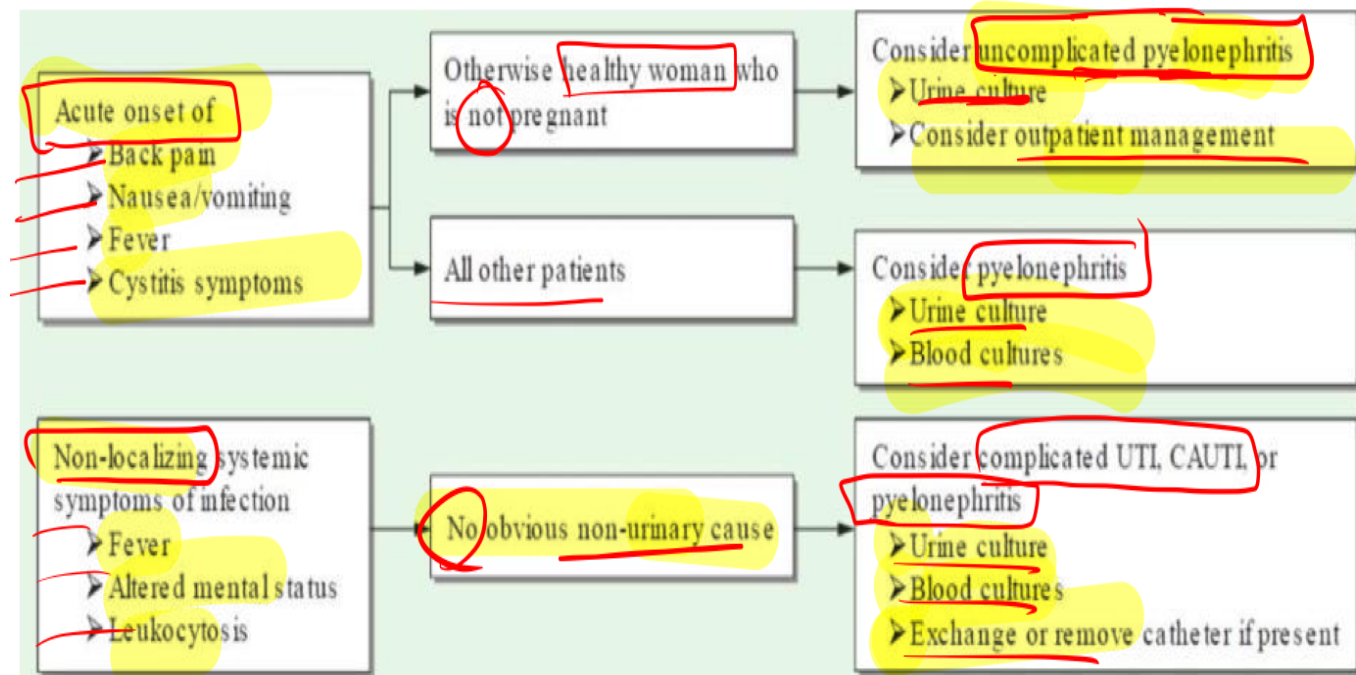 Acute onset of
➤Back pain
➤Nausea/vomiting
➤Fever
➤Cystitis symptoms
Otherwise healthy woman who
is not pregnant
Consider uncomplicated pyelonephritis
➤Urine culture
➤Consider outpatient management
All other patients
Consider pyelonephritis
➤Urine culture
➤Blood cultures
Non-localizing systemic
symptoms of infection
➤Fever
➤Altered mental status
➤Leukocytosis
No obvious non-urinary cause
Consider complicated UTI, CAUTI, or
pyelonephritis
➤Urine culture
➤Blood cultures
➤Exchange or remove catheter if present